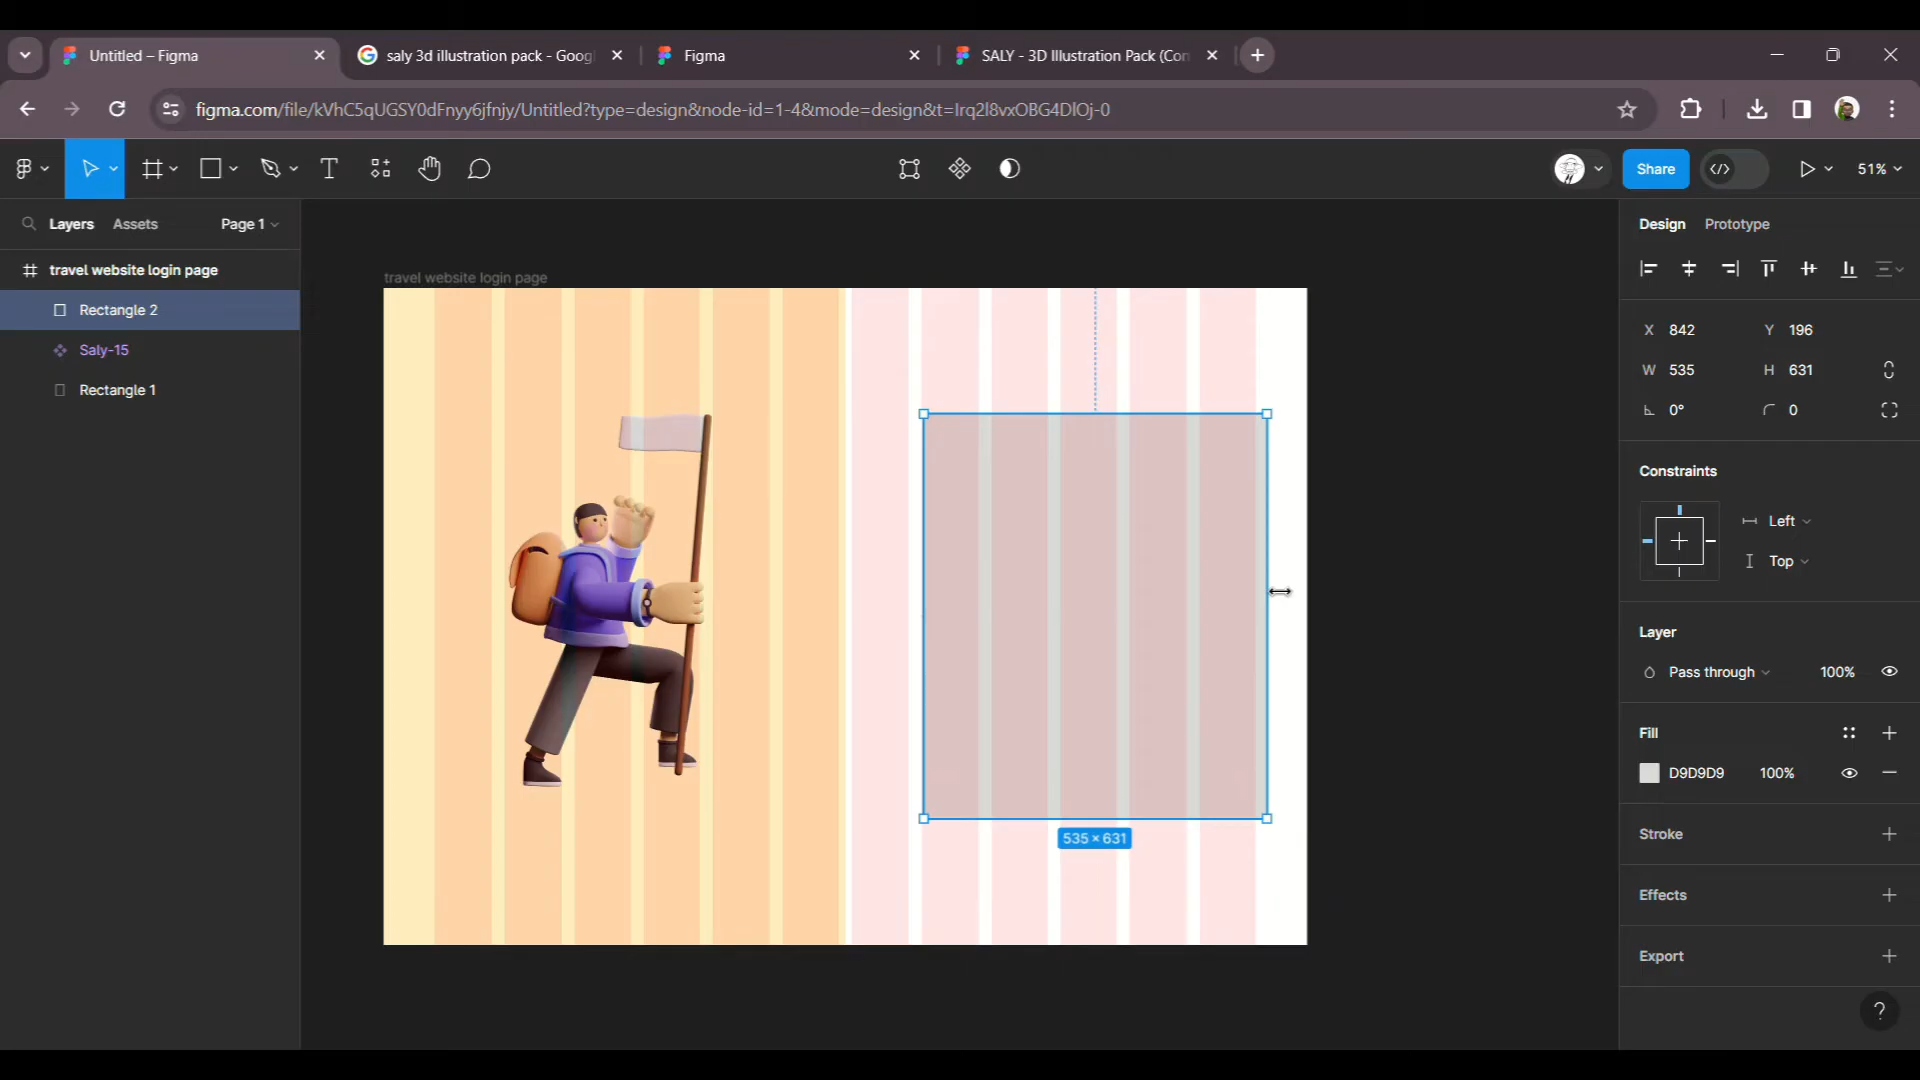 Untitled – Figma
saly 3d illustration pack - Goog
Figma
SALY - 3D Illustration Pack (Con
figma.com/file/kVhC5qUGSY0dFnyy6jfnjy/Untitled?type=design&node-id=1-4&mode=design&t=Irq2l8vxOBG4DlOj-0
Share
51%
Layers
Assets
Page 1
travel website login page
Rectangle 2
Saly-15
Rectangle 1
travel website login page
535 × 631
Design
Prototype
X 842
Y 196
W 535
H 631
0°
0
Constraints
Left
Top
Layer
Pass through
100%
Fill
D9D9D9
100%
Stroke
Effects
Export
?